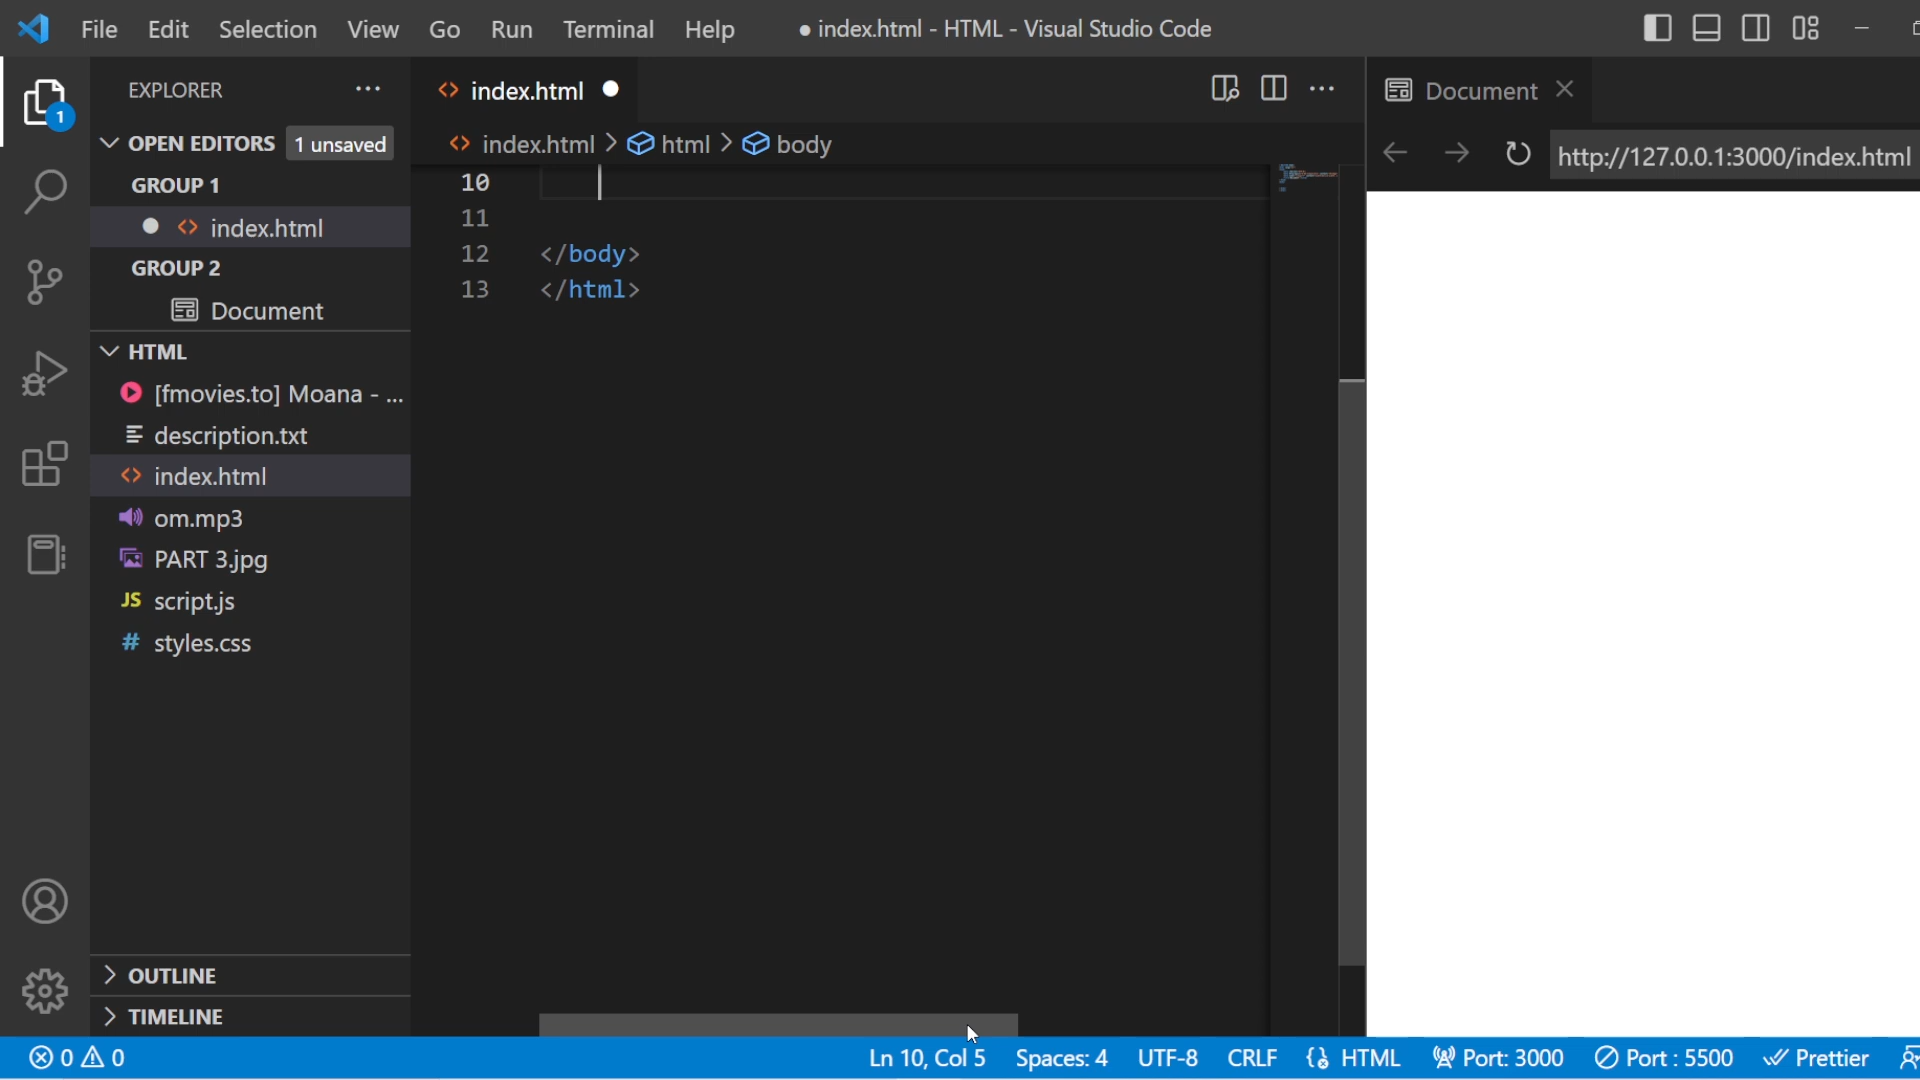 File Edit Selection View Go Run Terminal Help ● index.html - HTML - Visual Studio Code
EXPLORER ···
1
OPEN EDITORS 1 unsaved
GROUP 1
<> index.html
GROUP 2
Document
HTML
[fmovies.to] Moana - ...
description.txt
<> index.html
om.mp3
PART 3.jpg
JS script.js
# styles.css
OUTLINE
TIMELINE
<> index.html ●
<> index.html > html > body
10
11
12 </body>
13 </html>
Document
http://127.0.0.1:3000/index.html
0 0 Ln 10, Col 5 Spaces: 4 UTF-8 CRLF HTML Port: 3000 Port : 5500 Prettier